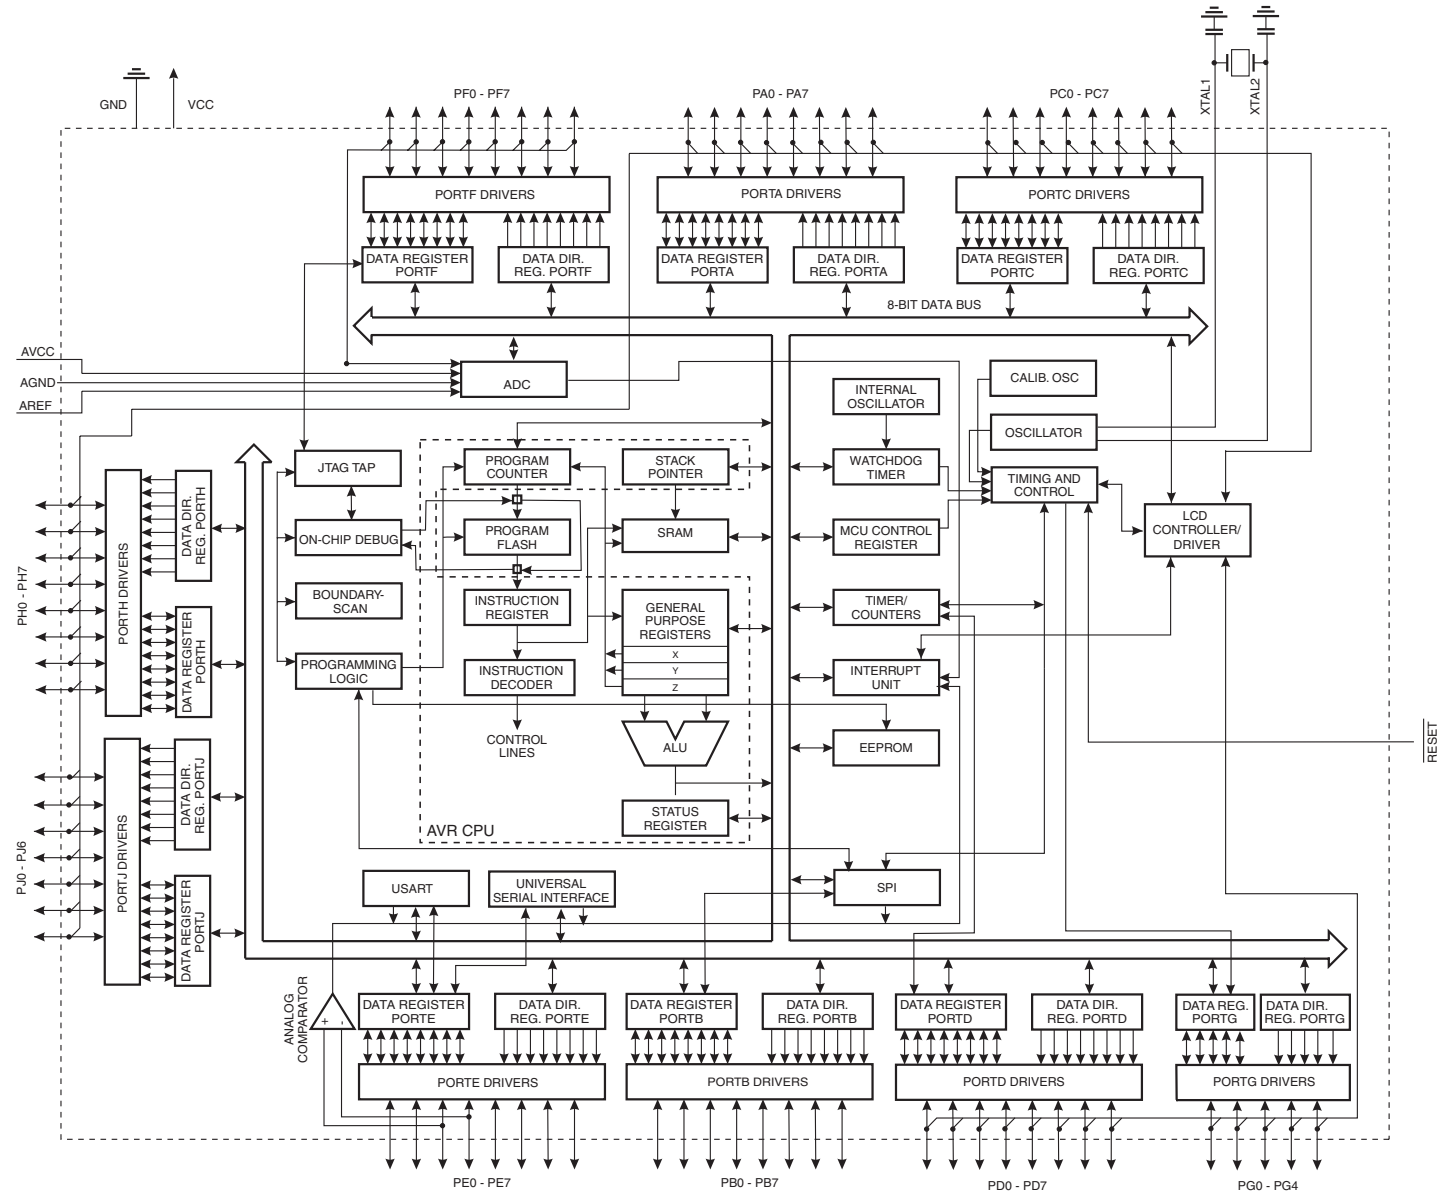 XTAL1
XTAL2
GND
VCC
PF0 - PF7
PA0 - PA7
PC0 - PC7
PORTF DRIVERS
PORTA DRIVERS
PORTC DRIVERS
DATA REGISTER
PORTF
DATA DIR.
REG. PORTF
DATA REGISTER
PORTA
DATA DIR.
REG. PORTA
DATA REGISTER
PORTC
DATA DIR.
REG. PORTC
8-BIT DATA BUS
AVCC
AGND
AREF
ADC
INTERNAL
OSCILLATOR
CALIB. OSC
OSCILLATOR
JTAG TAP
PROGRAM
COUNTER
STACK
POINTER
WATCHDOG
TIMER
TIMING AND
CONTROL
ON-CHIP DEBUG
PROGRAM
FLASH
SRAM
MCU CONTROL
REGISTER
LCD
CONTROLLER/
DRIVER
BOUNDARY-
SCAN
INSTRUCTION
REGISTER
GENERAL
PURPOSE
REGISTERS
X
Y
Z
TIMER/
COUNTERS
PROGRAMMING
LOGIC
INSTRUCTION
DECODER
INTERRUPT
UNIT
CONTROL
LINES
ALU
EEPROM
RESET
STATUS
REGISTER
AVR CPU
PH0 - PH7
PORTH DRIVERS
DATA DIR.
REG. PORTH
DATA REGISTER
PORTH
PJ0 - PJ6
PORTJ DRIVERS
DATA DIR.
REG. PORTJ
DATA REGISTER
PORTJ
USART
UNIVERSAL
SERIAL INTERFACE
SPI
ANALOG
COMPARATOR
+
-
DATA REGISTER
PORTE
DATA DIR.
REG. PORTE
DATA REGISTER
PORTB
DATA DIR.
REG. PORTB
DATA REGISTER
PORTD
DATA DIR.
REG. PORTD
DATA REG.
PORTG
DATA DIR.
REG. PORTG
PORTE DRIVERS
PORTB DRIVERS
PORTD DRIVERS
PORTG DRIVERS
PE0 - PE7
PB0 - PB7
PD0 - PD7
PG0 - PG4